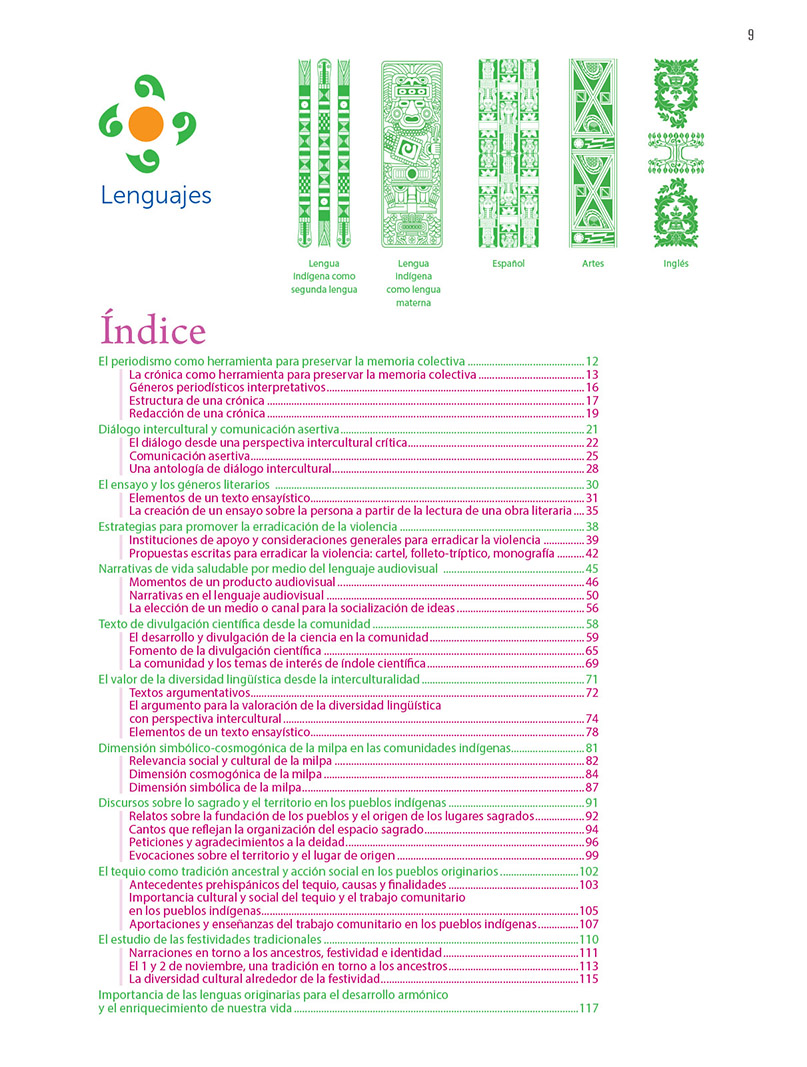 9
Lenguajes
Lengua
indígena como
segunda lengua
Lengua
indígena
como lengua
materna
Español
Artes
Inglés
Índice
El periodismo como herramienta para preservar la memoria colectiva ... 12
La crónica como herramienta para preservar la memoria colectiva ... 13
Géneros periodísticos interpretativos ... 16
Estructura de una crónica ... 17
Redacción de una crónica ... 19
Diálogo intercultural y comunicación asertiva ... 21
El diálogo desde una perspectiva intercultural crítica ... 22
Comunicación asertiva ... 25
Una antología de diálogo intercultural ... 28
El ensayo y los géneros literarios ... 30
Elementos de un texto ensayístico ... 31
La creación de un ensayo sobre la persona a partir de la lectura de una obra literaria ... 35
Estrategias para promover la erradicación de la violencia ... 38
Instituciones de apoyo y consideraciones generales para erradicar la violencia ... 39
Propuestas escritas para erradicar la violencia: cartel, folleto-tríptico, monografía ... 42
Narrativas de vida saludable por medio del lenguaje audiovisual ... 45
Momentos de un producto audiovisual ... 46
Narrativas en el lenguaje audiovisual ... 50
La elección de un medio o canal para la socialización de ideas ... 56
Texto de divulgación científica desde la comunidad ... 58
El desarrollo y divulgación de la ciencia en la comunidad ... 59
Fomento de la divulgación científica ... 65
La comunidad y los temas de interés de índole científica ... 69
El valor de la diversidad lingüística desde la interculturalidad ... 71
Textos argumentativos ... 72
El argumento para la valoración de la diversidad lingüística
con perspectiva intercultural ... 74
Elementos de un texto ensayístico ... 78
Dimensión simbólico-cosmogónica de la milpa en las comunidades indígenas ... 81
Relevancia social y cultural de la milpa ... 82
Dimensión cosmogónica de la milpa ... 84
Dimensión simbólica de la milpa ... 87
Discursos sobre lo sagrado y el territorio en los pueblos indígenas ... 91
Relatos sobre la fundación de los pueblos y el origen de los lugares sagrados ... 92
Cantos que reflejan la organización del espacio sagrado ... 94
Peticiones y agradecimientos a la deidad ... 96
Evocaciones sobre el territorio y el lugar de origen ... 99
El tequio como tradición ancestral y acción social en los pueblos originarios ... 102
Antecedentes prehispánicos del tequio, causas y finalidades ... 103
Importancia cultural y social del tequio y el trabajo comunitario
en los pueblos indígenas ... 105
Aportaciones y enseñanzas del trabajo comunitario en los pueblos indígenas ... 107
El estudio de las festividades tradicionales ... 110
Narraciones en torno a los ancestros, festividad e identidad ... 111
El 1 y 2 de noviembre, una tradición en torno a los ancestros ... 113
La diversidad cultural alrededor de la festividad ... 115
Importancia de las lenguas originarias para el desarrollo armónico
y el enriquecimiento de nuestra vida ... 117